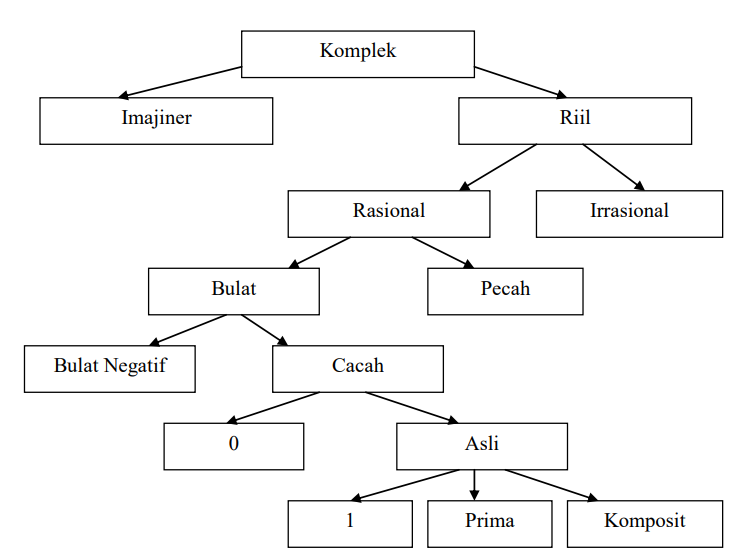 Komplek
Imajiner
Riil
Rasional
Irrasional
Bulat
Pecah
Bulat Negatif
Cacah
0
Asli
1
Prima
Komposit